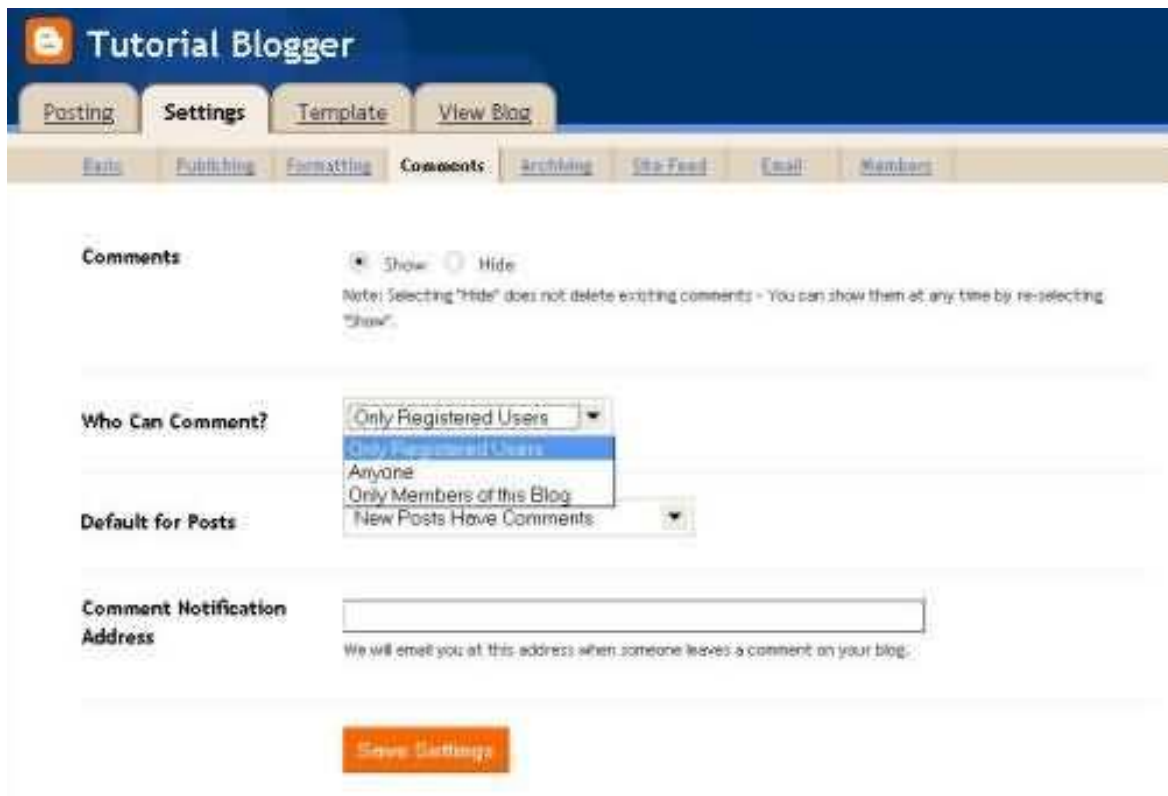 Tutorial Blogger
Posting Settings Template View Blog
Basic Publishing Formatting Comments Archiving Site Feed Email Members
Comments
Show Hide
Note: Selecting "Hide" does not delete existing comments - You can show them at any time by re-selecting
"Show".
Who Can Comment?
Only Registered Users
Only Registered Users
Anyone
Only Members of this Blog
Default for Posts
New Posts Have Comments
Comment Notification
Address
We will email you at this address when someone leaves a comment on your blog.
Save Settings